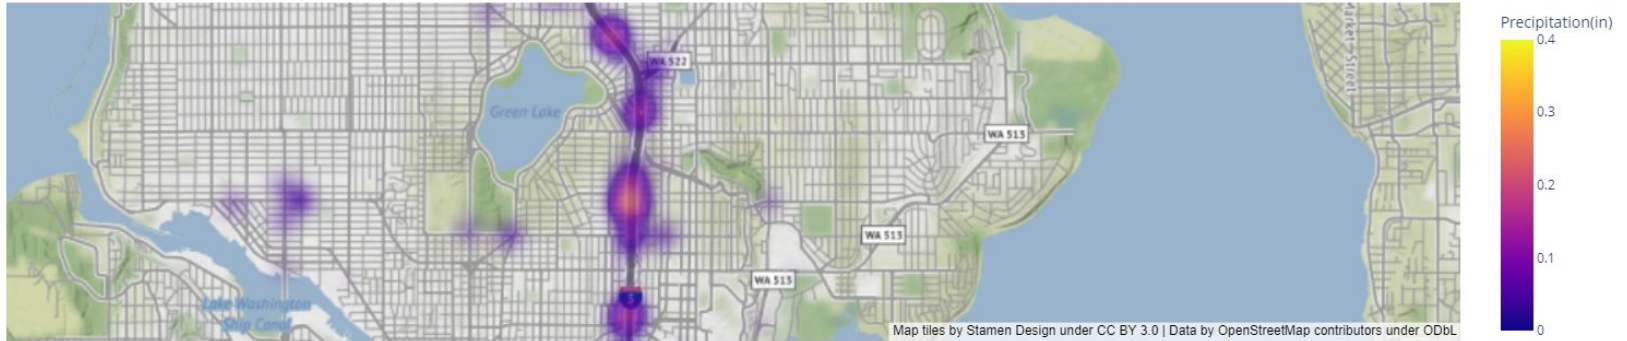 Precipitation(in)
0.4
0.3
0.2
0.1
0
Market Street
WA 522
Green Lake
WA 513
WA 513
WA 513
5
Lake Washington
Ship Canal
Map tiles by Stamen Design under CC BY 3.0 | Data by OpenStreetMap contributors under ODbL